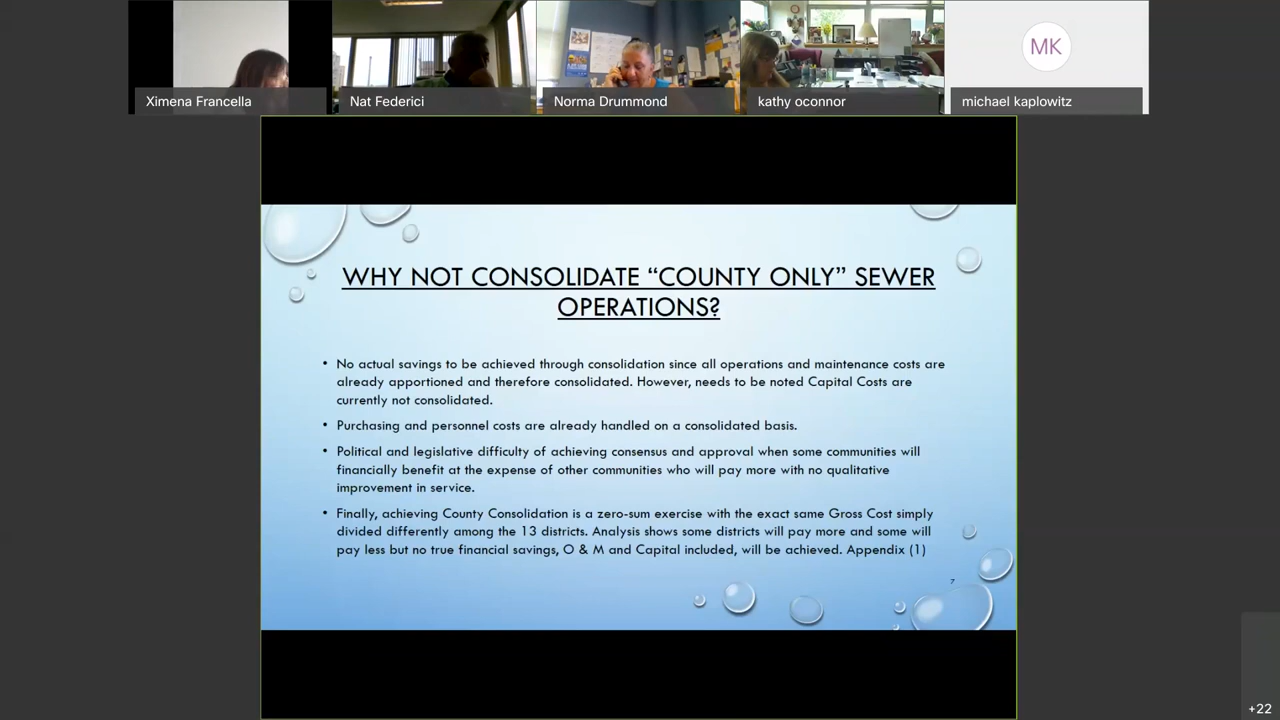 Ximena Francella
Nat Federici
Norma Drummond
kathy oconnor
MK
michael kaplowitz
WHY NOT CONSOLIDATE “COUNTY ONLY” SEWER
OPERATIONS?
• No actual savings to be achieved through consolidation since all operations and maintenance costs are
already apportioned and therefore consolidated. However, needs to be noted Capital Costs are
currently not consolidated.
• Purchasing and personnel costs are already handled on a consolidated basis.
• Political and legislative difficulty of achieving consensus and approval when some communities will
financially benefit at the expense of other communities who will pay more with no qualitative
improvement in service.
• Finally, achieving County Consolidation is a zero-sum exercise with the exact same Gross Cost simply
divided differently among the 13 districts. Analysis shows some districts will pay more and some will
pay less but no true financial savings, O & M and Capital included, will be achieved. Appendix (1)
7
+22